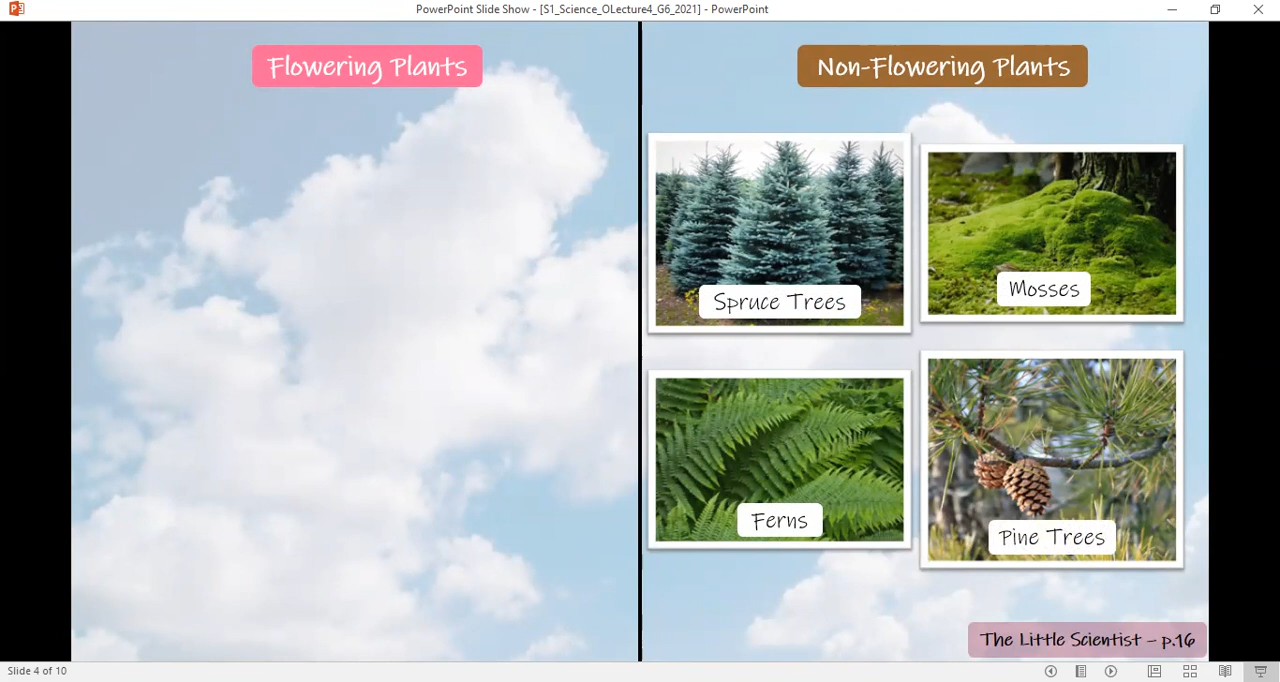 PowerPoint Slide Show - [S1_Science_OLecture4_G6_2021] - PowerPoint
Flowering Plants
Non-Flowering Plants
Spruce Trees
Mosses
Ferns
Pine Trees
The Little Scientist – p.16
Slide 4 of 10